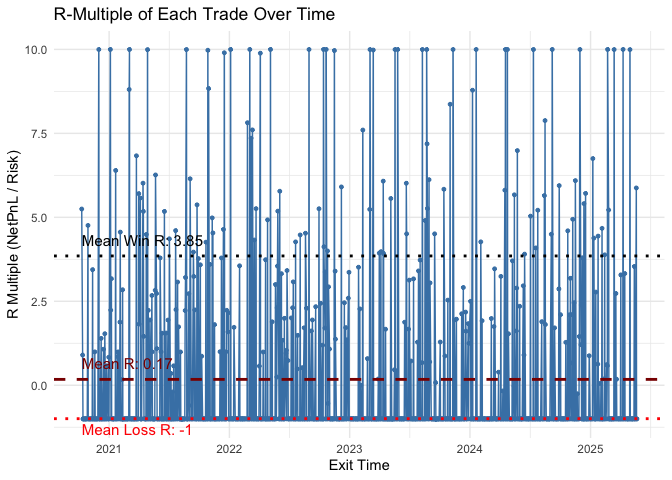 R-Multiple of Each Trade Over Time
10.0
7.5
5.0
2.5
0.0
R Multiple (NetPnL / Risk)
Mean Win R: 3.85
Mean R: 0.17
Mean Loss R: -1
2021 2022 2023 2024 2025
Exit Time